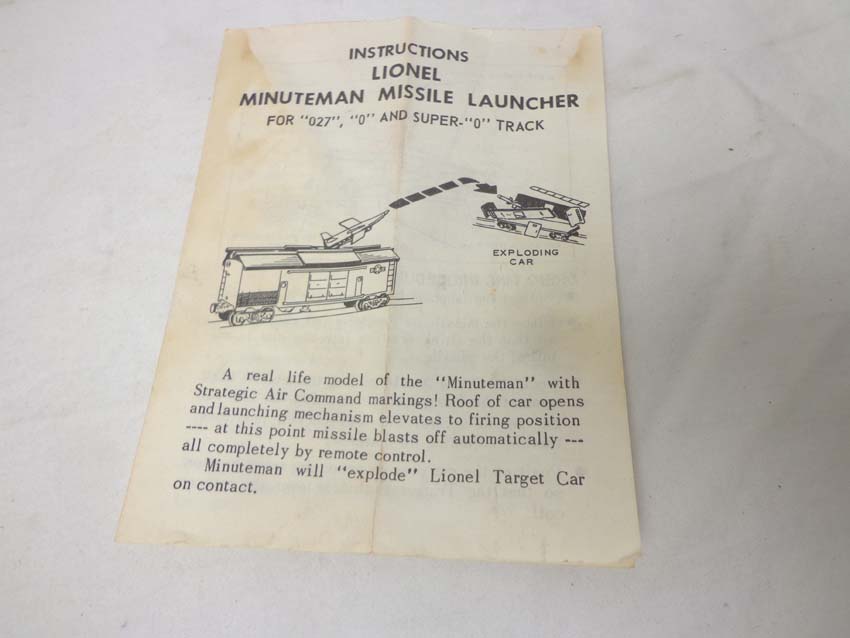 INSTRUCTIONS
LIONEL
MINUTEMAN MISSILE LAUNCHER
FOR "027", "0" AND SUPER-"0" TRACK
EXPLODING
CAR
A real life model of the "Minuteman" with
Strategic Air Command markings! Roof of car opens
and launching mechanism elevates to firing position
---- at this point missile blasts off automatically ---
all completely by remote control.
Minuteman will "explode" Lionel Target Car
on contact.